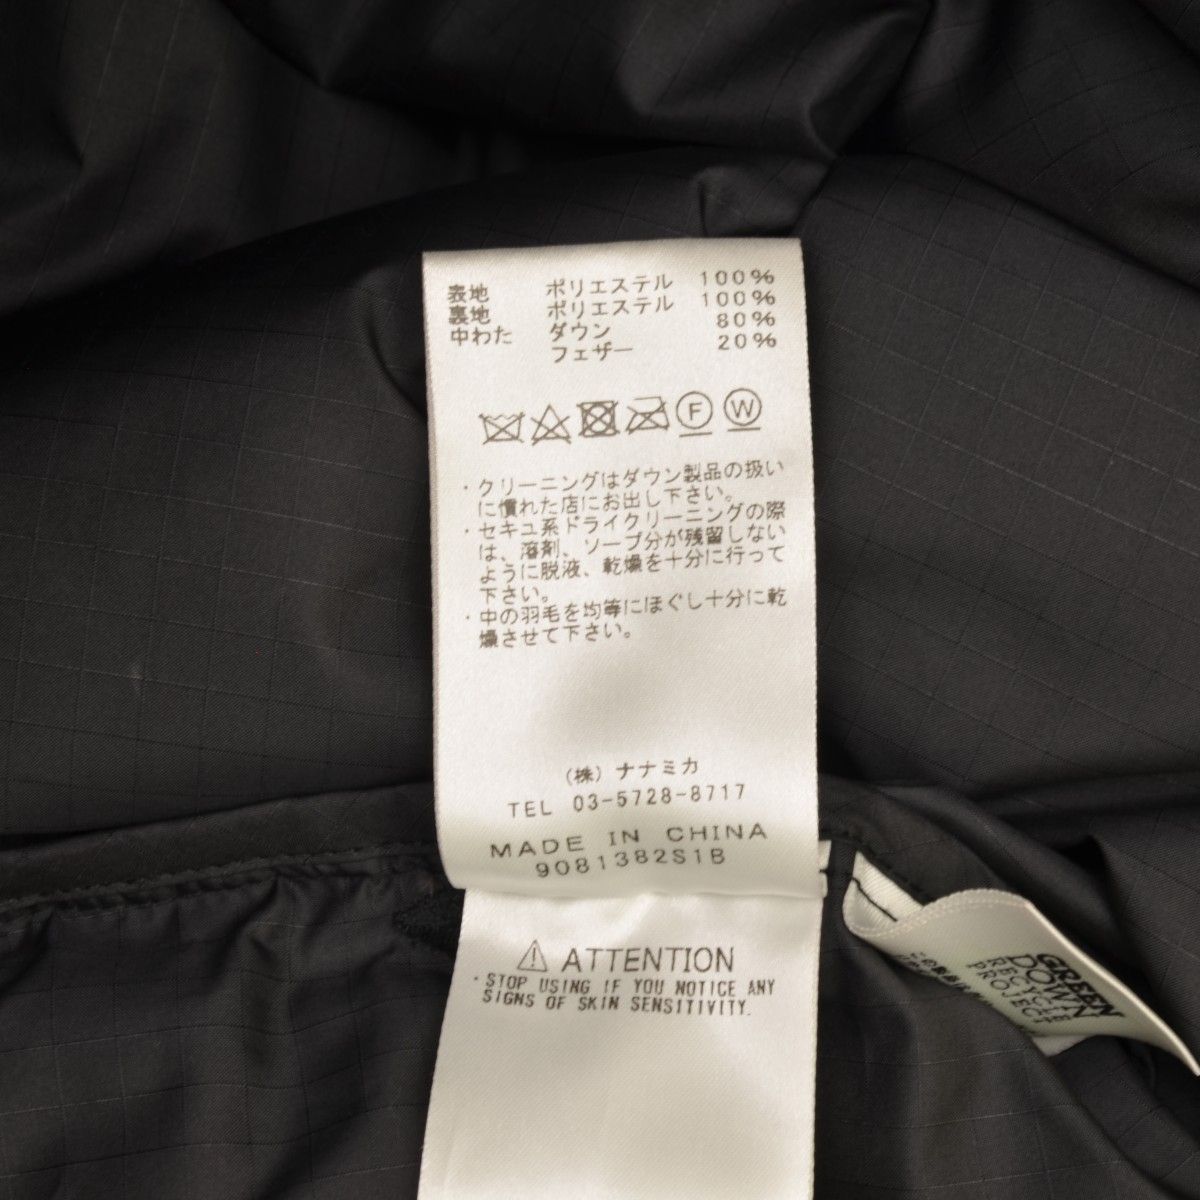 表地 ポリエステル 100%
裏地 ポリエステル 100%
中わた ダウン 80%
フェザー 20%
F W
・クリーニングはダウン製品の扱い
に慣れた店にお出し下さい。
・セキユ系ドライクリーニングの際
は、溶剤、ソープ分が残留しない
ように脱液、乾燥を十分に行って
下さい。
・中の羽毛を均等にほぐし十分に乾
燥させて下さい。
(株) ナナミカ
TEL 03-5728-8717
MADE IN CHINA
9081382S1B
⚠ ATTENTION
・STOP USING IF YOU NOTICE ANY
SIGNS OF SKIN SENSITIVITY.
GREEN
DOWN
RECYCLE
PROJECT